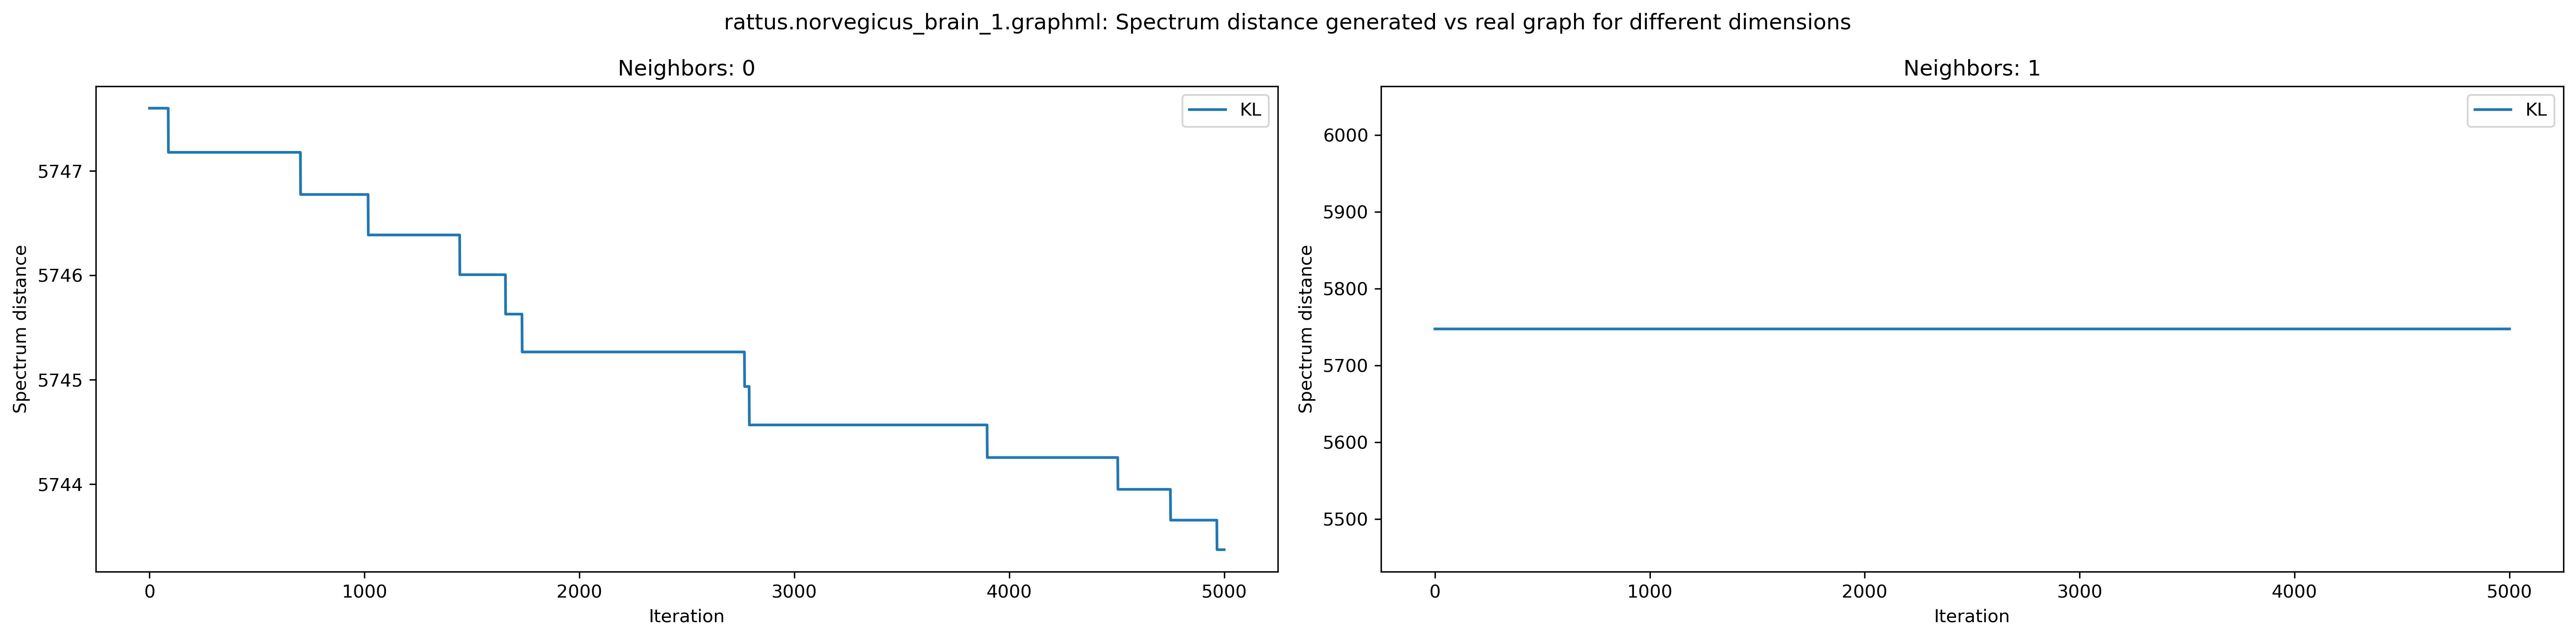 rattus.norvegicus_brain_1.graphml: Spectrum distance generated vs real graph for different dimensions
Neighbors: 0
KL
5747
5746
5745
5744
Spectrum distance
0 1000 2000 3000 4000 5000
Iteration
Neighbors: 1
KL
6000
5900
5800
5700
5600
5500
Spectrum distance
0 1000 2000 3000 4000 5000
Iteration